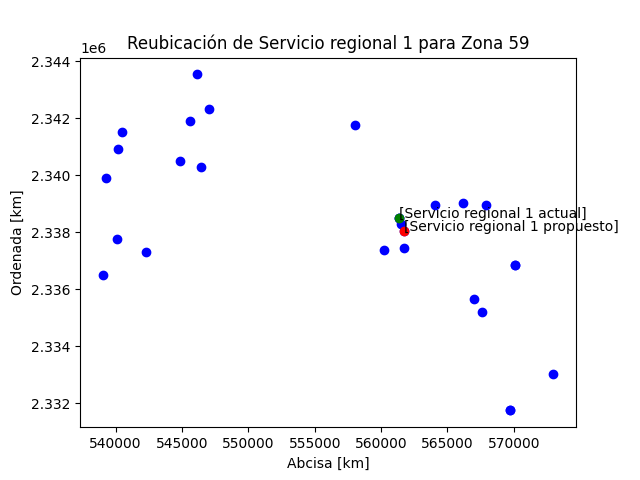 Reubicación de Servicio regional 1 para Zona 59
1e6
2.344
2.342
2.340
2.338
2.336
2.334
2.332
Ordenada [km]
[Servicio regional 1 actual]
[Servicio regional 1 propuesto]
540000 545000 550000 555000 560000 565000 570000
Abcisa [km]